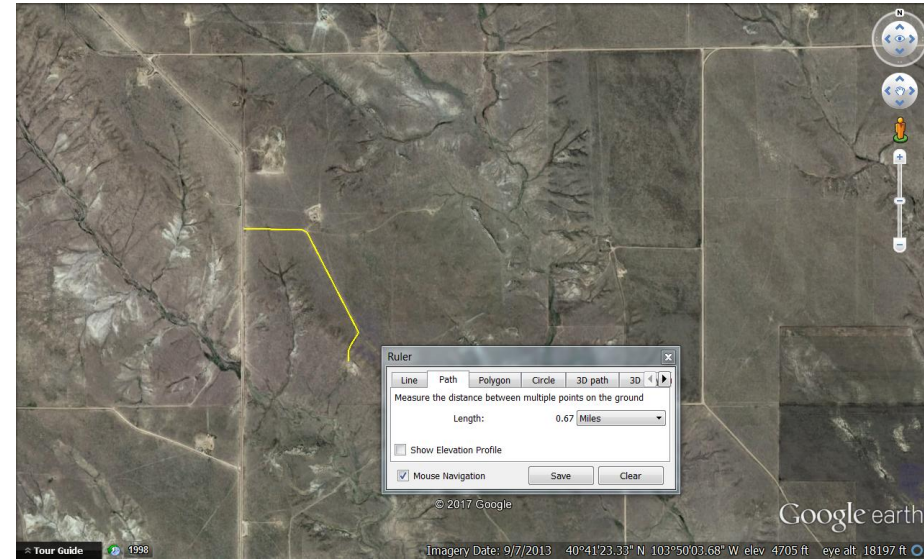 N
Ruler
Line Path Polygon Circle 3D path 3D
Measure the distance between multiple points on the ground
Length: 0.67 Miles
Show Elevation Profile
Mouse Navigation Save Clear
© 2017 Google
Google earth
Tour Guide 1998 Imagery Date: 9/7/2013 40°41'23.33" N 103°50'03.68" W elev 4705 ft eye alt 18197 ft